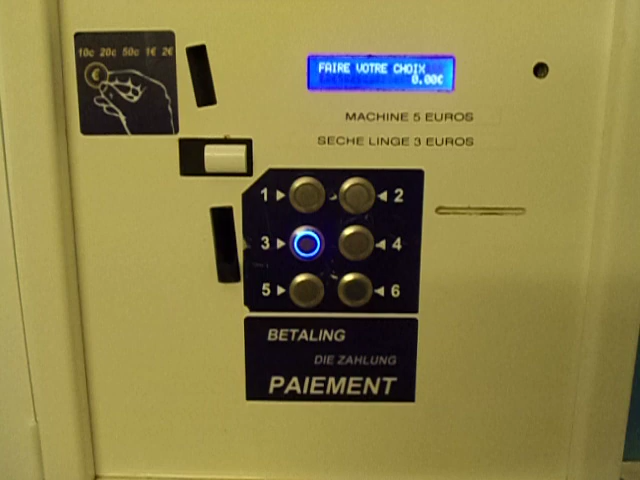 10c 20c 50c 1€ 2€
€
FAIRE VOTRE CHOIX
0.00€
MACHINE 5 EUROS
SECHE LINGE 3 EUROS
1 2
3 4
5 6
BETALING
DIE ZAHLUNG
PAIEMENT